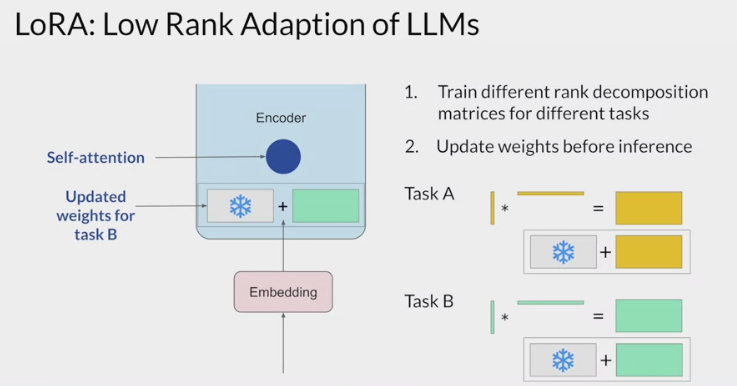 LoRA: Low Rank Adaption of LLMs
Encoder
Self-attention
Updated
weights for
task B
+
Embedding
1. Train different rank decomposition
matrices for different tasks
2. Update weights before inference
Task A
* =
+
Task B
* =
+